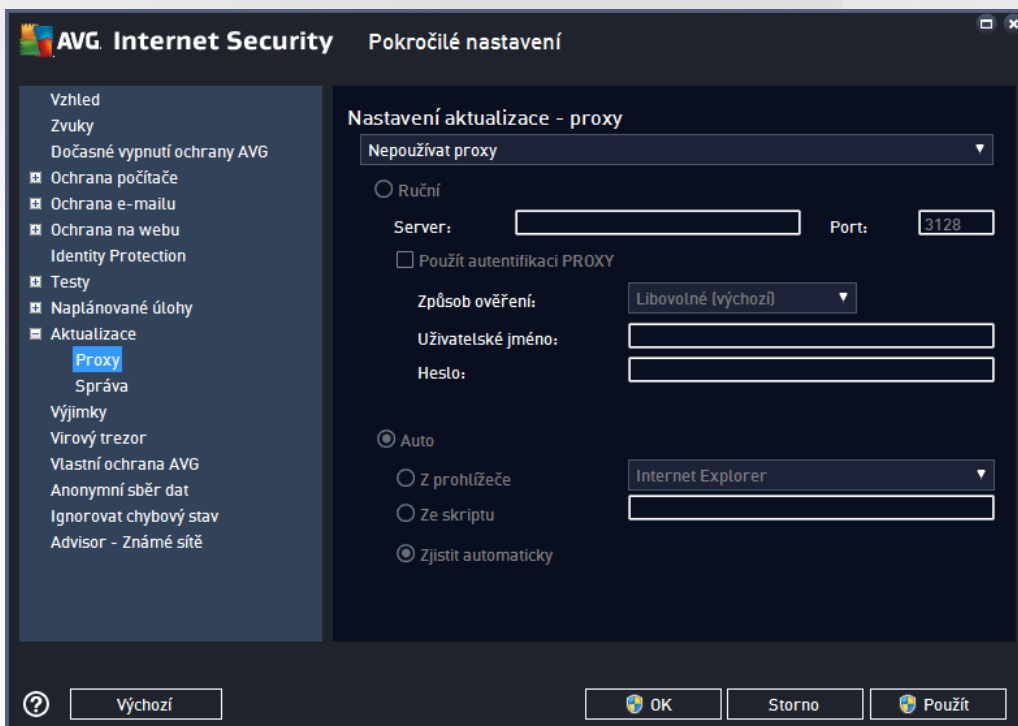 AVG Internet Security Pokročilé nastavení
Vzhled
Zvuky
Dočasné vypnutí ochrany AVG
Ochrana počítače
Ochrana e-mailu
Ochrana na webu
Identity Protection
Testy
Naplánované úlohy
Aktualizace
Proxy
Správa
Výjimky
Virový trezor
Vlastní ochrana AVG
Anonymní sběr dat
Ignorovat chybový stav
Advisor - Známé sítě
Nastavení aktualizace - proxy
Nepoužívat proxy
Ruční
Server: Port: 3128
Použít autentifikaci PROXY
Způsob ověření: Libovolné (výchozí)
Uživatelské jméno:
Heslo:
Auto
Z prohlížeče Internet Explorer
Ze skriptu
Zjistit automaticky
? Výchozí OK Storno Použít